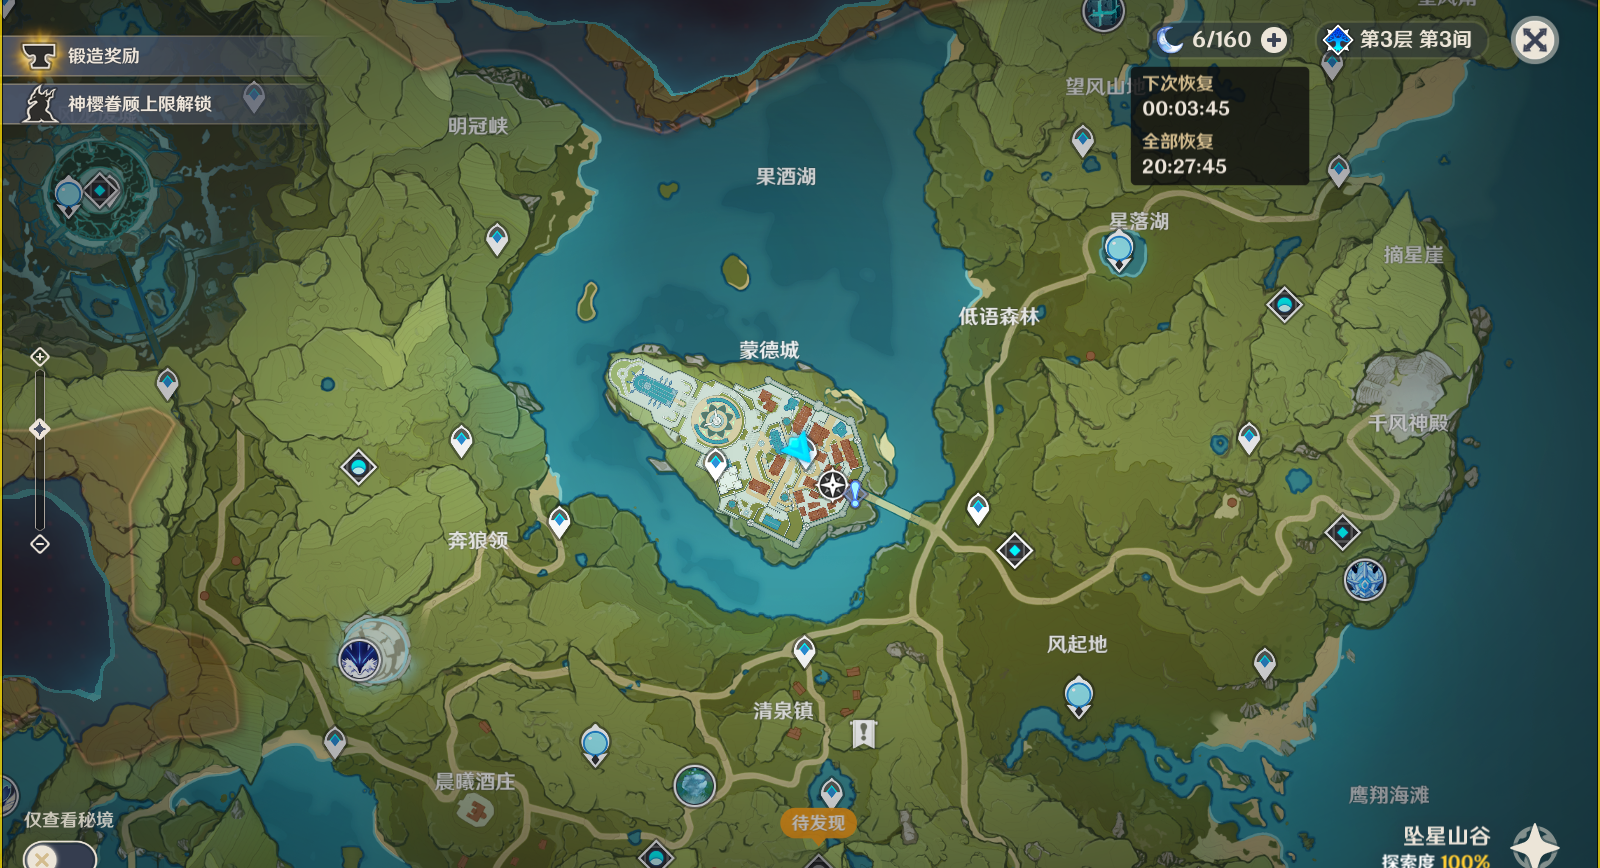 锻造奖励
神樱眷顾上限解锁
6/160
第3层 第3间
下次恢复
00:03:45
全部恢复
20:27:45
望风山地
明冠峡
果酒湖
星落湖
摘星崖
低语森林
蒙德城
千风神殿
奔狼领
风起地
清泉镇
晨曦酒庄
鹰翔海滩
待发现
仅查看秘境
坠星山谷
探索度 100%